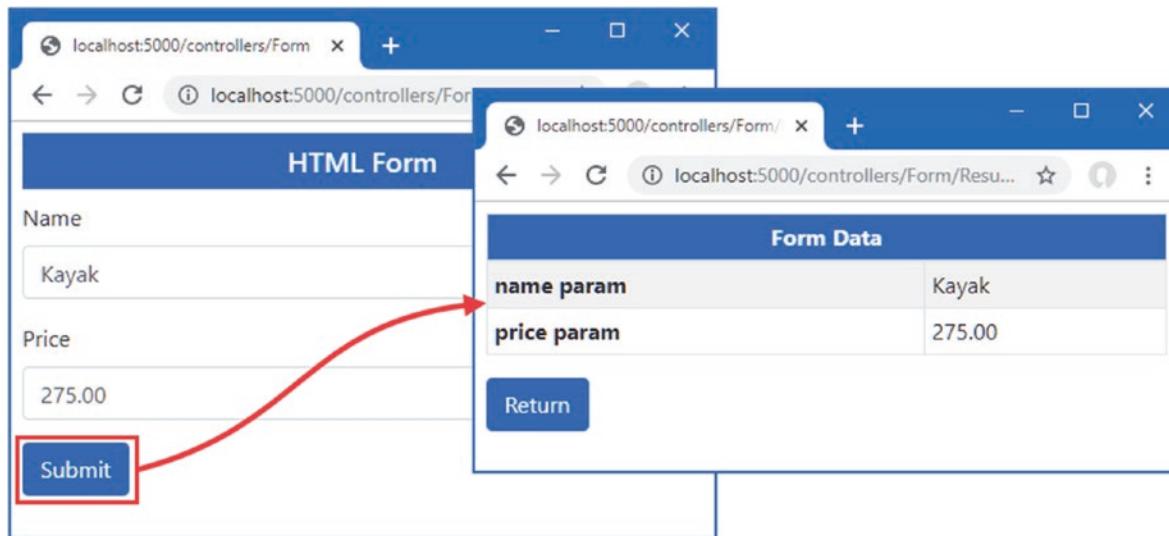 localhost:5000/controllers/Form
localhost:5000/controllers/For
HTML Form
Name
Kayak
Price
275.00
Submit
localhost:5000/controllers/Form/
localhost:5000/controllers/Form/Resu...
Form Data
name param Kayak
price param 275.00
Return